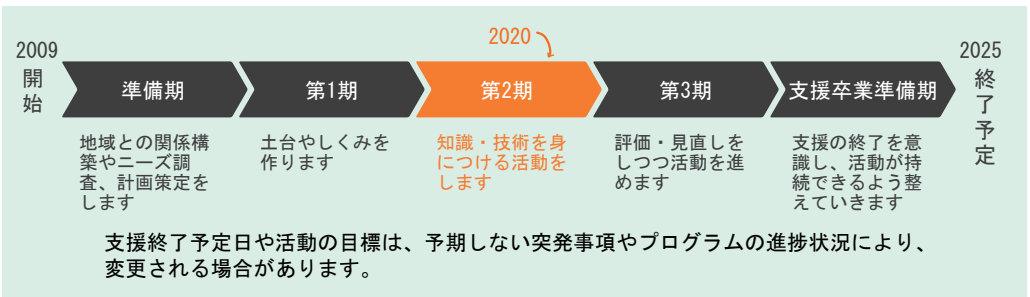 2009
開始
2020
2025
終了予定
準備期
第1期
第2期
第3期
支援卒業準備期
地域との関係構
築やニーズ調
査、計画策定を
します
土台やしくみを
作ります
知識・技術を身
につける活動を
します
評価・見直しを
しつつ活動を進
めます
支援の終了を意
識し、活動が持
続できるよう整
えていきます
支援終了予定日や活動の目標は、予期しない突発事項やプログラムの進捗状況により、
変更される場合があります。